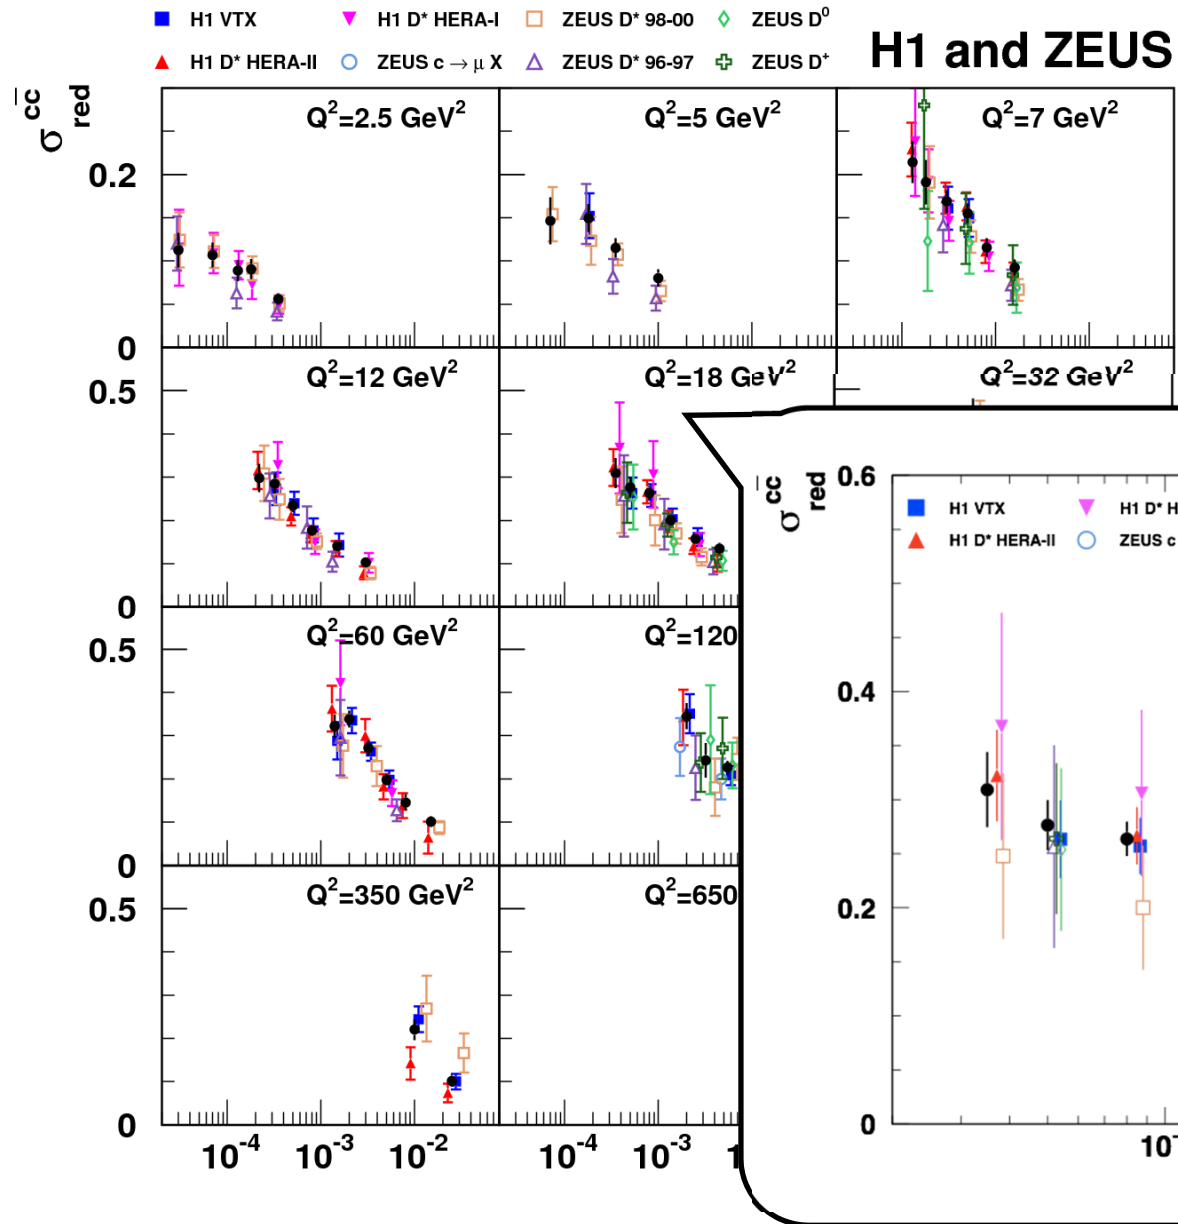 H1 VTX H1 D* HERA-I ZEUS D* 98-00 ZEUS D⁰
H1 D* HERA-II ZEUS c → μ X ZEUS D* 96-97 ZEUS D⁺
H1 and ZEUS
σ red cc̄
Q²=2.5 GeV² Q²=5 GeV² Q²=7 GeV²
0.2
0
Q²=12 GeV² Q²=18 GeV² Q²=32 GeV²
0.5
0
Q²=60 GeV² Q²=120
0.5
0
Q²=350 GeV² Q²=650
0.5
0
10⁻⁴ 10⁻³ 10⁻² 10⁻⁴ 10⁻³ 1
σ red cc̄
0.6
H1 VTX H1 D* H
H1 D* HERA-II ZEUS c
0.4
0.2
0
10⁻